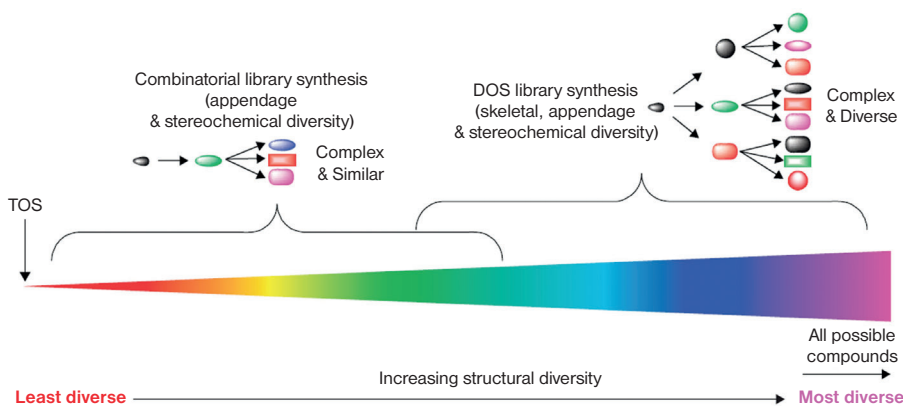 Combinatorial library synthesis
(appendage
& stereochemical diversity)
Complex
& Similar
DOS library synthesis
(skeletal, appendage
& stereochemical diversity)
Complex
& Diverse
TOS
All possible
compounds
Increasing structural diversity
Least diverse
Most diverse